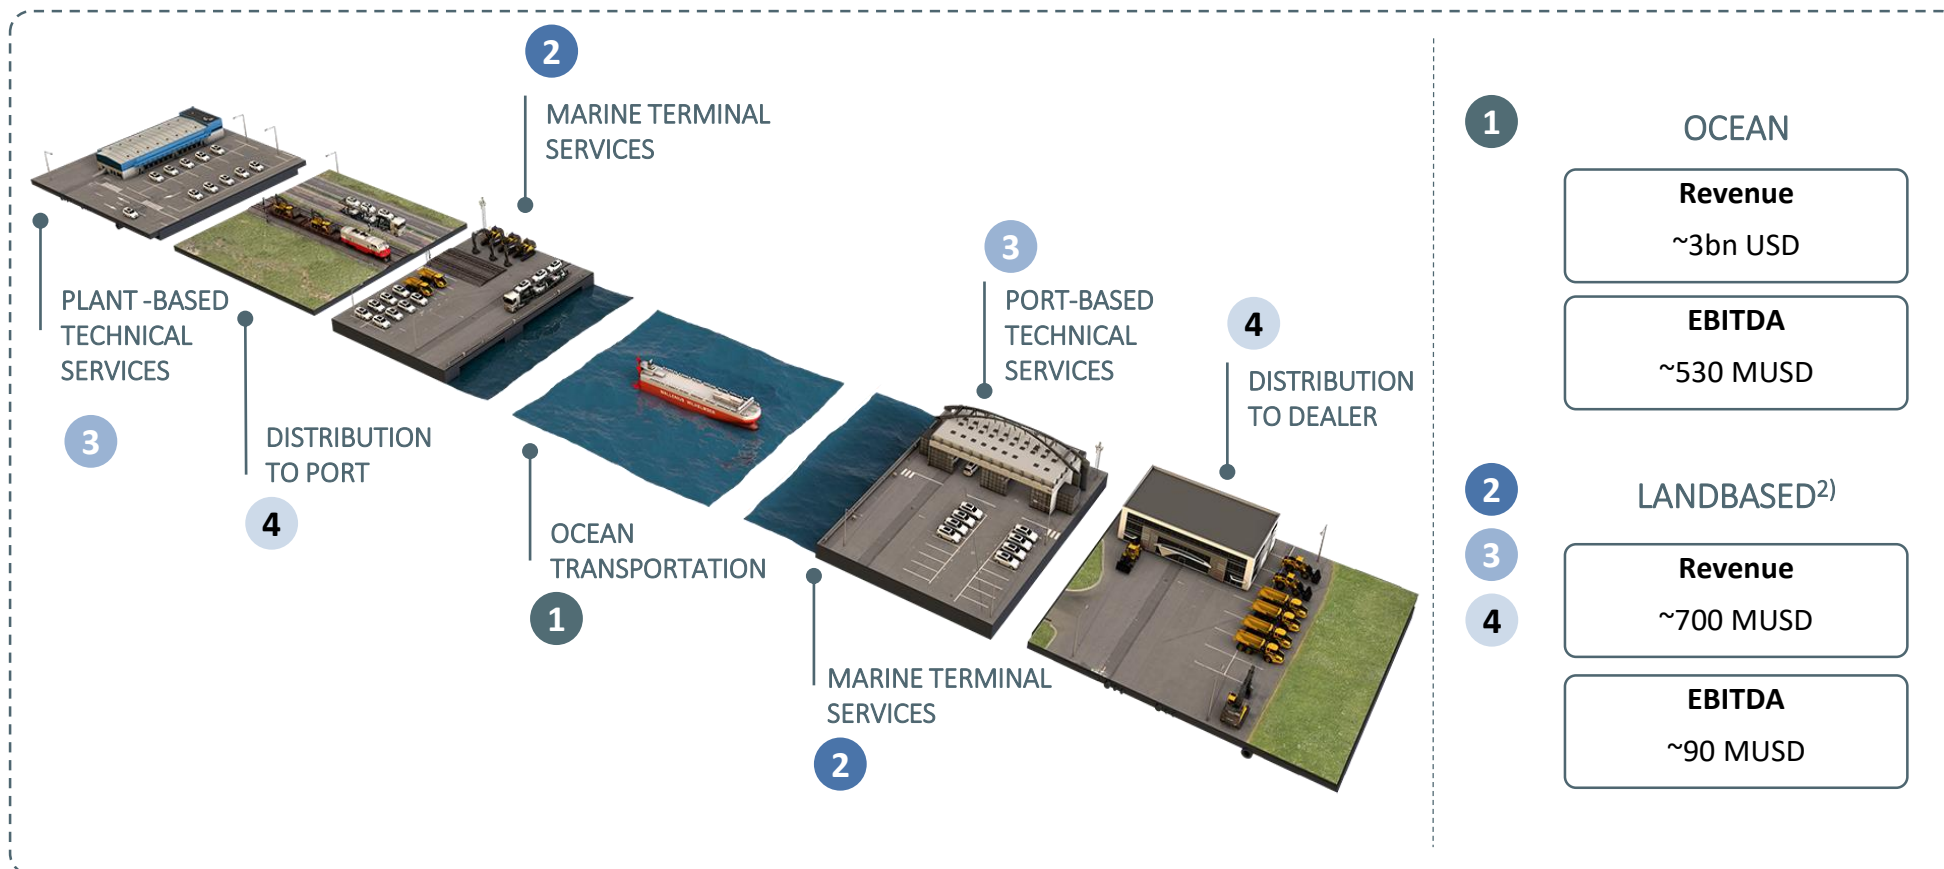 2
MARINE TERMINAL
SERVICES
PLANT -BASED
TECHNICAL
SERVICES
3
DISTRIBUTION
TO PORT
4
OCEAN
TRANSPORTATION
1
WALLENIUS WILHELMSEN
3
PORT-BASED
TECHNICAL
SERVICES
4
DISTRIBUTION
TO DEALER
MARINE TERMINAL
SERVICES
2
1
OCEAN
Revenue
~3bn USD
EBITDA
~530 MUSD
2
3
4
LANDBASED2)
Revenue
~700 MUSD
EBITDA
~90 MUSD